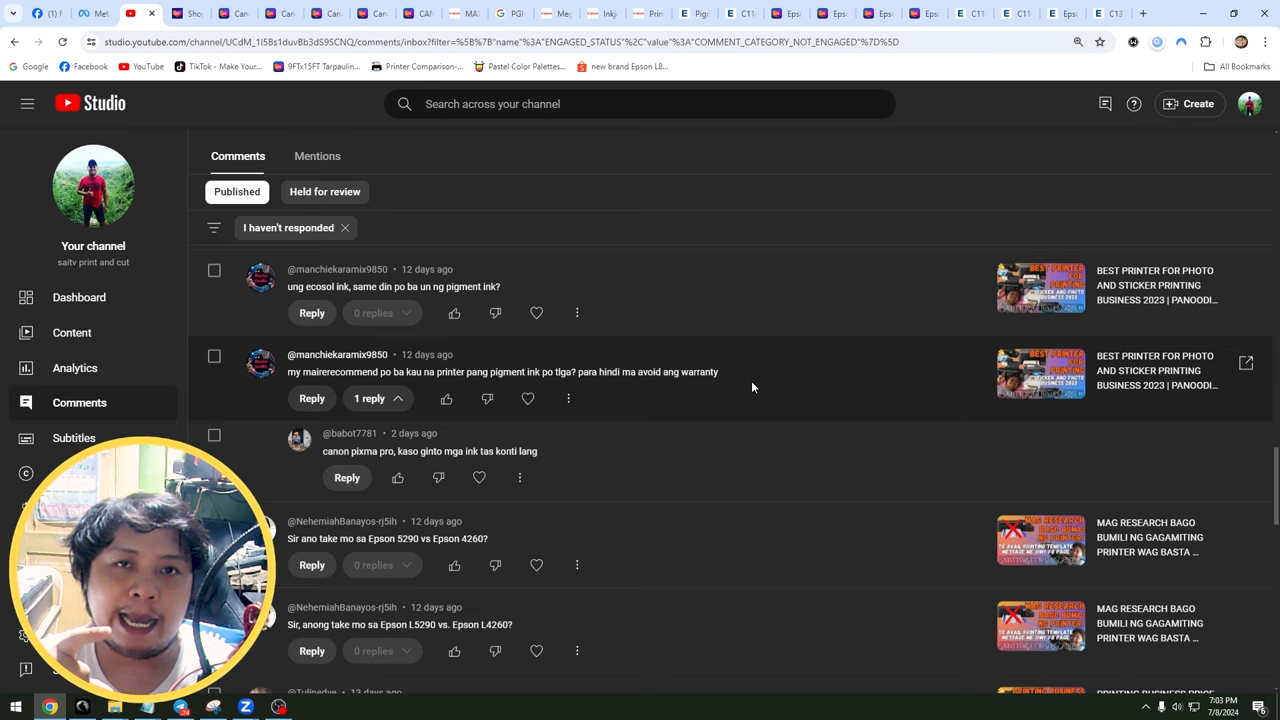 studio.youtube.com/channel/UCdM_1I5Bs1duvBb3dS9SCNQ/comments/inbox?filter=%5B%7B"name"%3A"ENGAGED_STATUS"%2C"value"%3A"COMMENT_CATEGORY_NOT_ENGAGED"%7D%5D
Google
Facebook
YouTube
TikTok - Make Your...
9FTx15FT Tarpaulin...
Printer Comparison-...
Pastel Color Palettes...
new brand Epson L8...
All Bookmarks
Studio
Search across your channel
Create
Comments
Mentions
Published
Held for review
I haven't responded
Your channel
saitv print and cut
Dashboard
Content
Analytics
Comments
Subtitles
@manchiekaramix9850 • 12 days ago
ung ecosol ink, same din po ba un ng pigment ink?
Reply
0 replies
BEST PRINTER FOR PHOTO
AND STICKER PRINTING
BUSINESS 2023 | PANOODI...
@manchiekaramix9850 • 12 days ago
my mairerecommend po ba kau na printer pang pigment ink po tlga? para hindi ma avoid ang warranty
Reply
1 reply
BEST PRINTER FOR PHOTO
AND STICKER PRINTING
BUSINESS 2023 | PANOODI...
@babot7781 • 2 days ago
canon pixma pro, kaso ginto mga ink tas konti lang
Reply
@NehemiahBanayos-rj5ih • 12 days ago
Sir ano take mo sa Epson 5290 vs Epson 4260?
Reply
0 replies
MAG RESEARCH BAGO
BUMILI NG GAGAMITING
PRINTER WAG BASTA ...
@NehemiahBanayos-rj5ih • 12 days ago
Sir, anong take mo sa Epson L5290 vs. Epson L4260?
Reply
0 replies
MAG RESEARCH BAGO
BUMILI NG GAGAMITING
PRINTER WAG BASTA ...
7:03 PM
7/8/2024